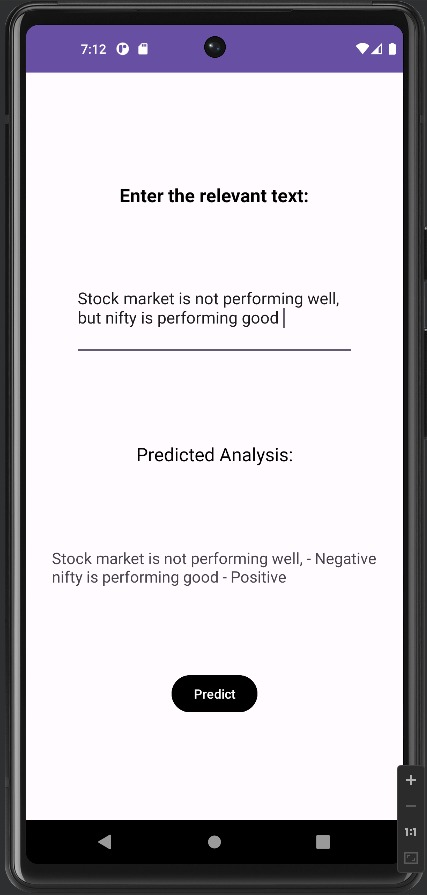 7:12
Enter the relevant text:
Stock market is not performing well,
but nifty is performing good
Predicted Analysis:
Stock market is not performing well, - Negative
nifty is performing good - Positive
Predict
1:1